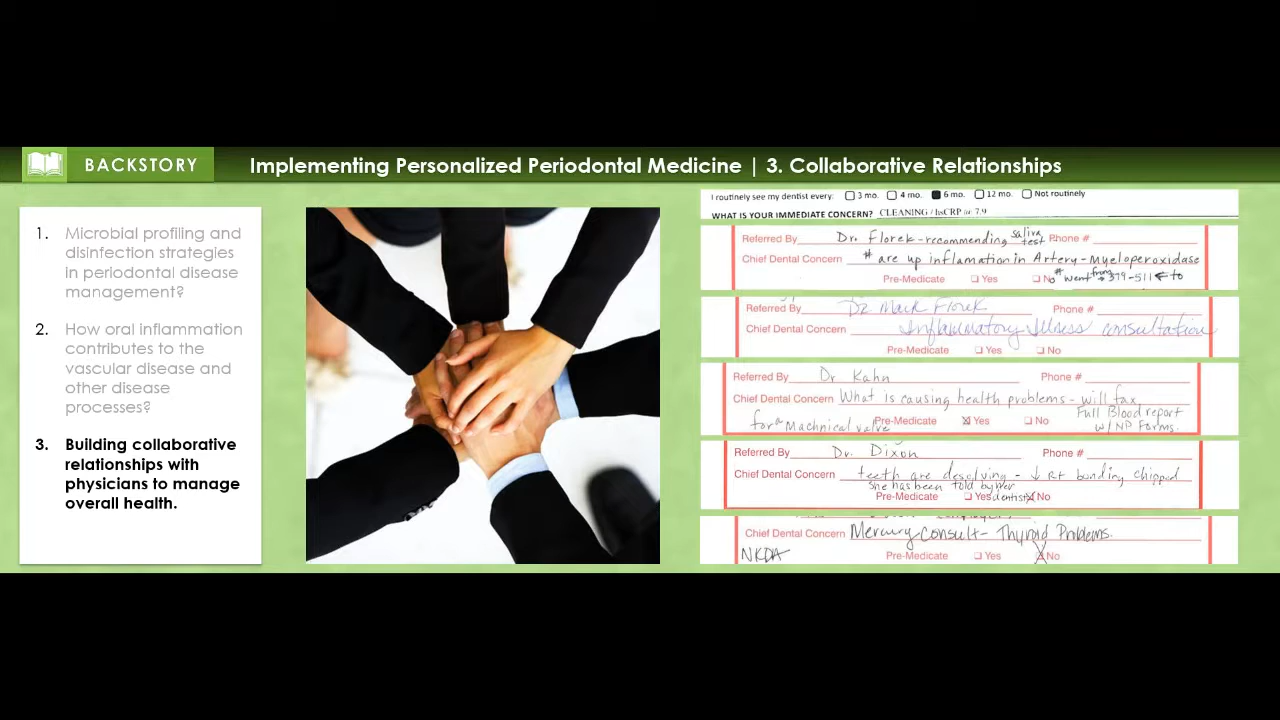 BACKSTORY
Implementing Personalized Periodontal Medicine | 3. Collaborative Relationships
1. Microbial profiling and
disinfection strategies
in periodontal disease
management?
2. How oral inflammation
contributes to the
vascular disease and
other disease
processes?
3. Building collaborative
relationships with
physicians to manage
overall health.
I routinely see my dentist every: 3 mo. 4 mo. 6 mo. 12 mo. Not routinely
WHAT IS YOUR IMMEDIATE CONCERN? CLEANING / hsCRP is: 7.9
Referred By Dr. Florek - recommending saliva test Phone #
Chief Dental Concern # are up inflamation in Artery - Myeloperoxidase
Pre-Medicate Yes No # went from → 379-511 ← to
Referred By Dr Mark Florek Phone #
Chief Dental Concern Inflammatory Illness consultation
Pre-Medicate Yes No
Referred By Dr Kahn Phone #
Chief Dental Concern What is causing health problems - will fax
Full Blood report
for a Machnical valve Pre-Medicate Yes No w/ NP Forms.
Referred By Dr. Dixon Phone #
Chief Dental Concern teeth are desolving - ↓ Rt bonding chipped
She has been told by her
Pre-Medicate Yes dentist No
Chief Dental Concern Mercury Consult - Thyroid Problems.
NKDA Pre-Medicate Yes No